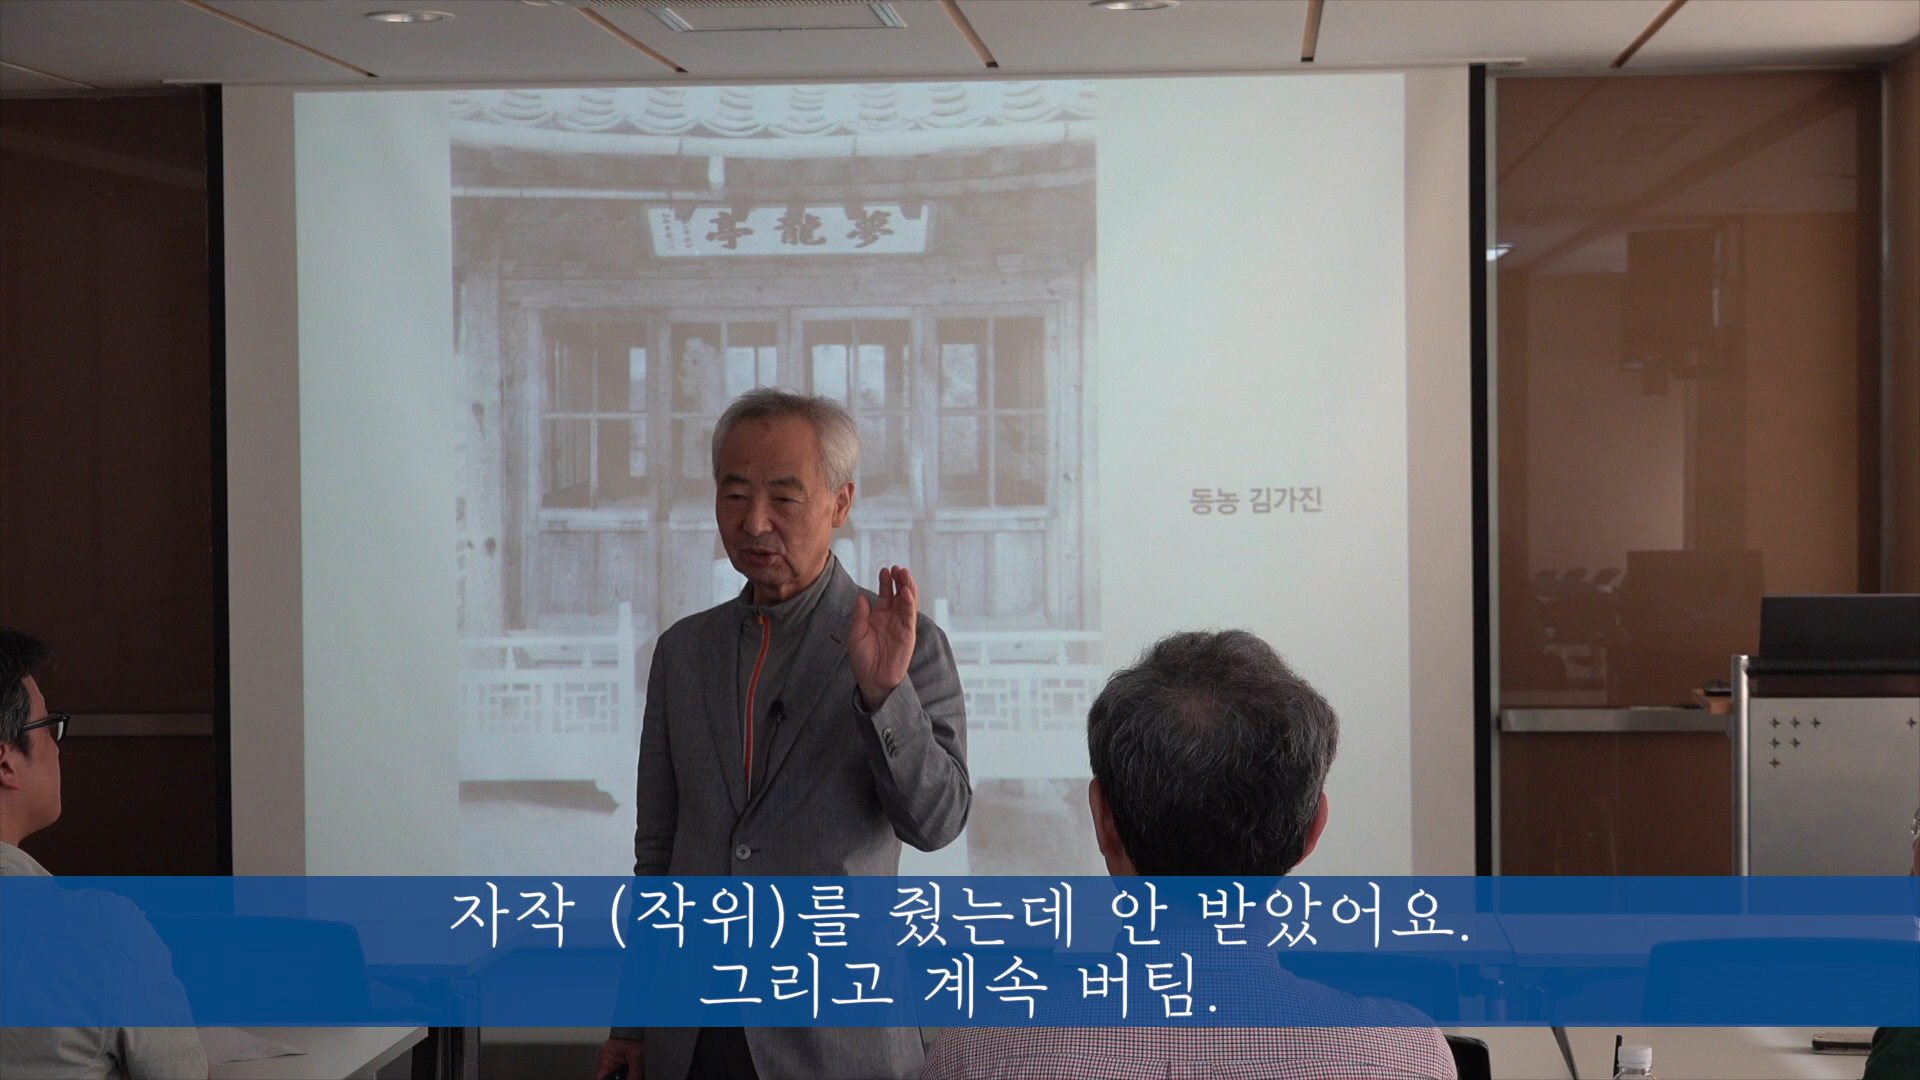 亭龍夢
동농 김가진
자작 (작위)를 줬는데 안 받았어요.
그리고 계속 버팀.